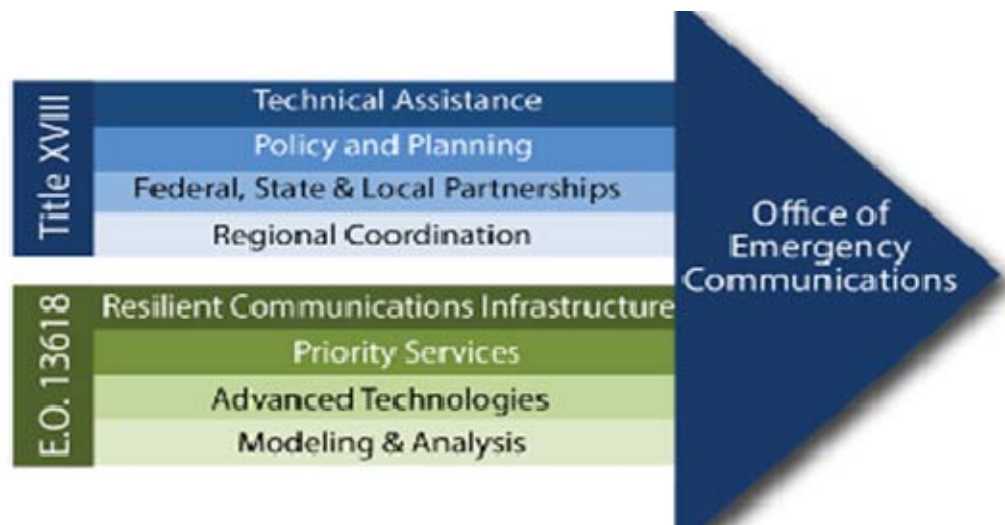 Title XVIII
Technical Assistance
Policy and Planning
Federal, State & Local Partnerships
Regional Coordination
E.O. 13618
Resilient Communications Infrastructure
Priority Services
Advanced Technologies
Modeling & Analysis
Office of
Emergency
Communications